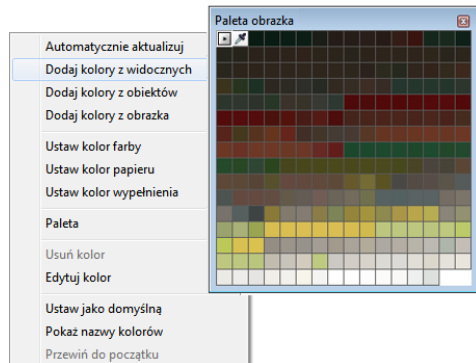 Paleta obrazka
Automatycznie aktualizuj
Dodaj kolory z widocznych
Dodaj kolory z obiektów
Dodaj kolory z obrazka
Ustaw kolor farby
Ustaw kolor papieru
Ustaw kolor wypełnienia
Paleta
Usuń kolor
Edytuj kolor
Ustaw jako domyślną
Pokaż nazwy kolorów
Przewiń do początku